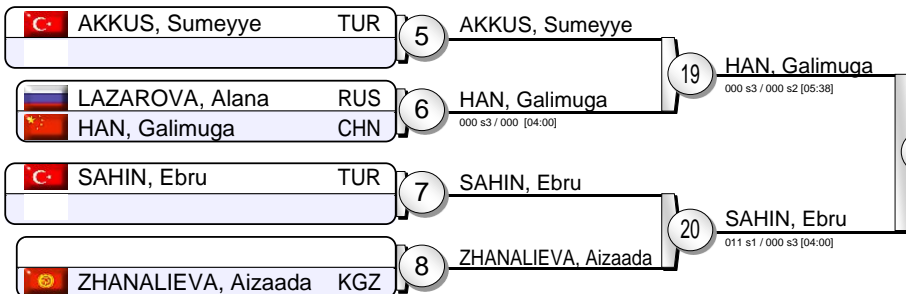 AKKUS, Sumeyye TUR
5
AKKUS, Sumeyye
LAZAROVA, Alana RUS
HAN, Galimuga CHN
6
HAN, Galimuga
000 s3 / 000 [04:00]
19
HAN, Galimuga
000 s3 / 000 s2 [05:38]
SAHIN, Ebru TUR
7
SAHIN, Ebru
ZHANALIEVA, Aizaada KGZ
8
ZHANALIEVA, Aizaada
20
SAHIN, Ebru
011 s1 / 000 s3 [04:00]